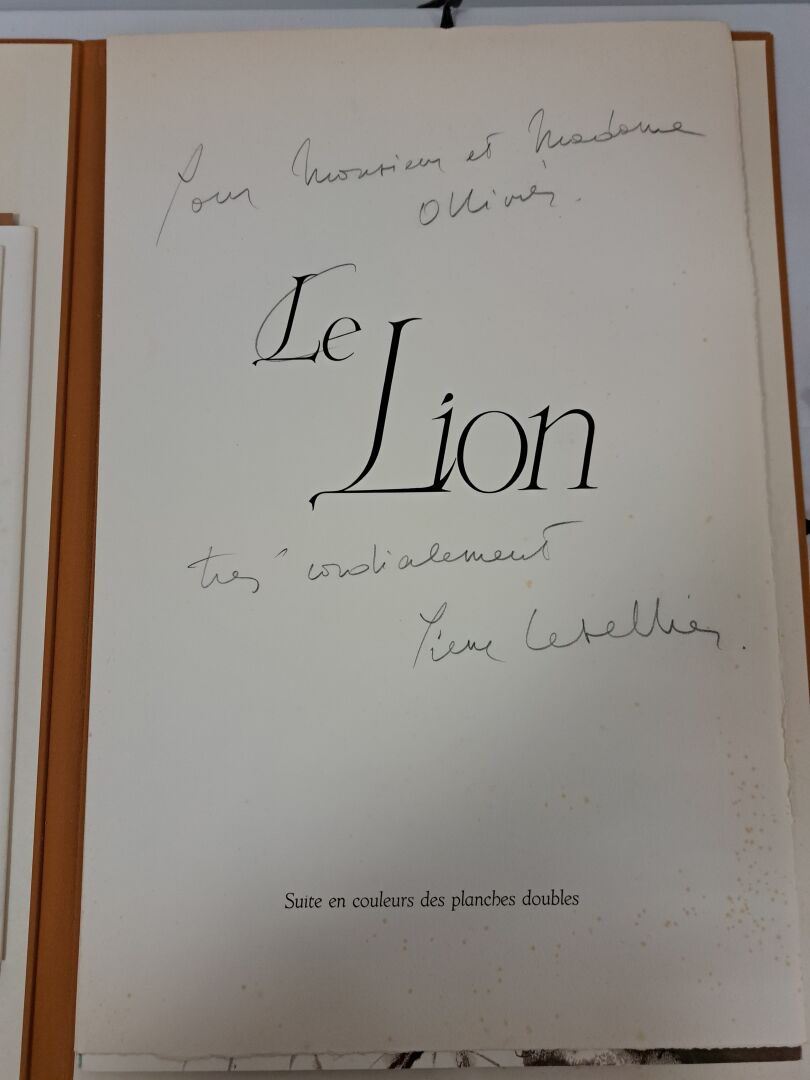 Pour Monsieur et Madame
Ollivier.
Le
Lion
très cordialement
Pierre Letellier.
Suite en couleurs des planches doubles